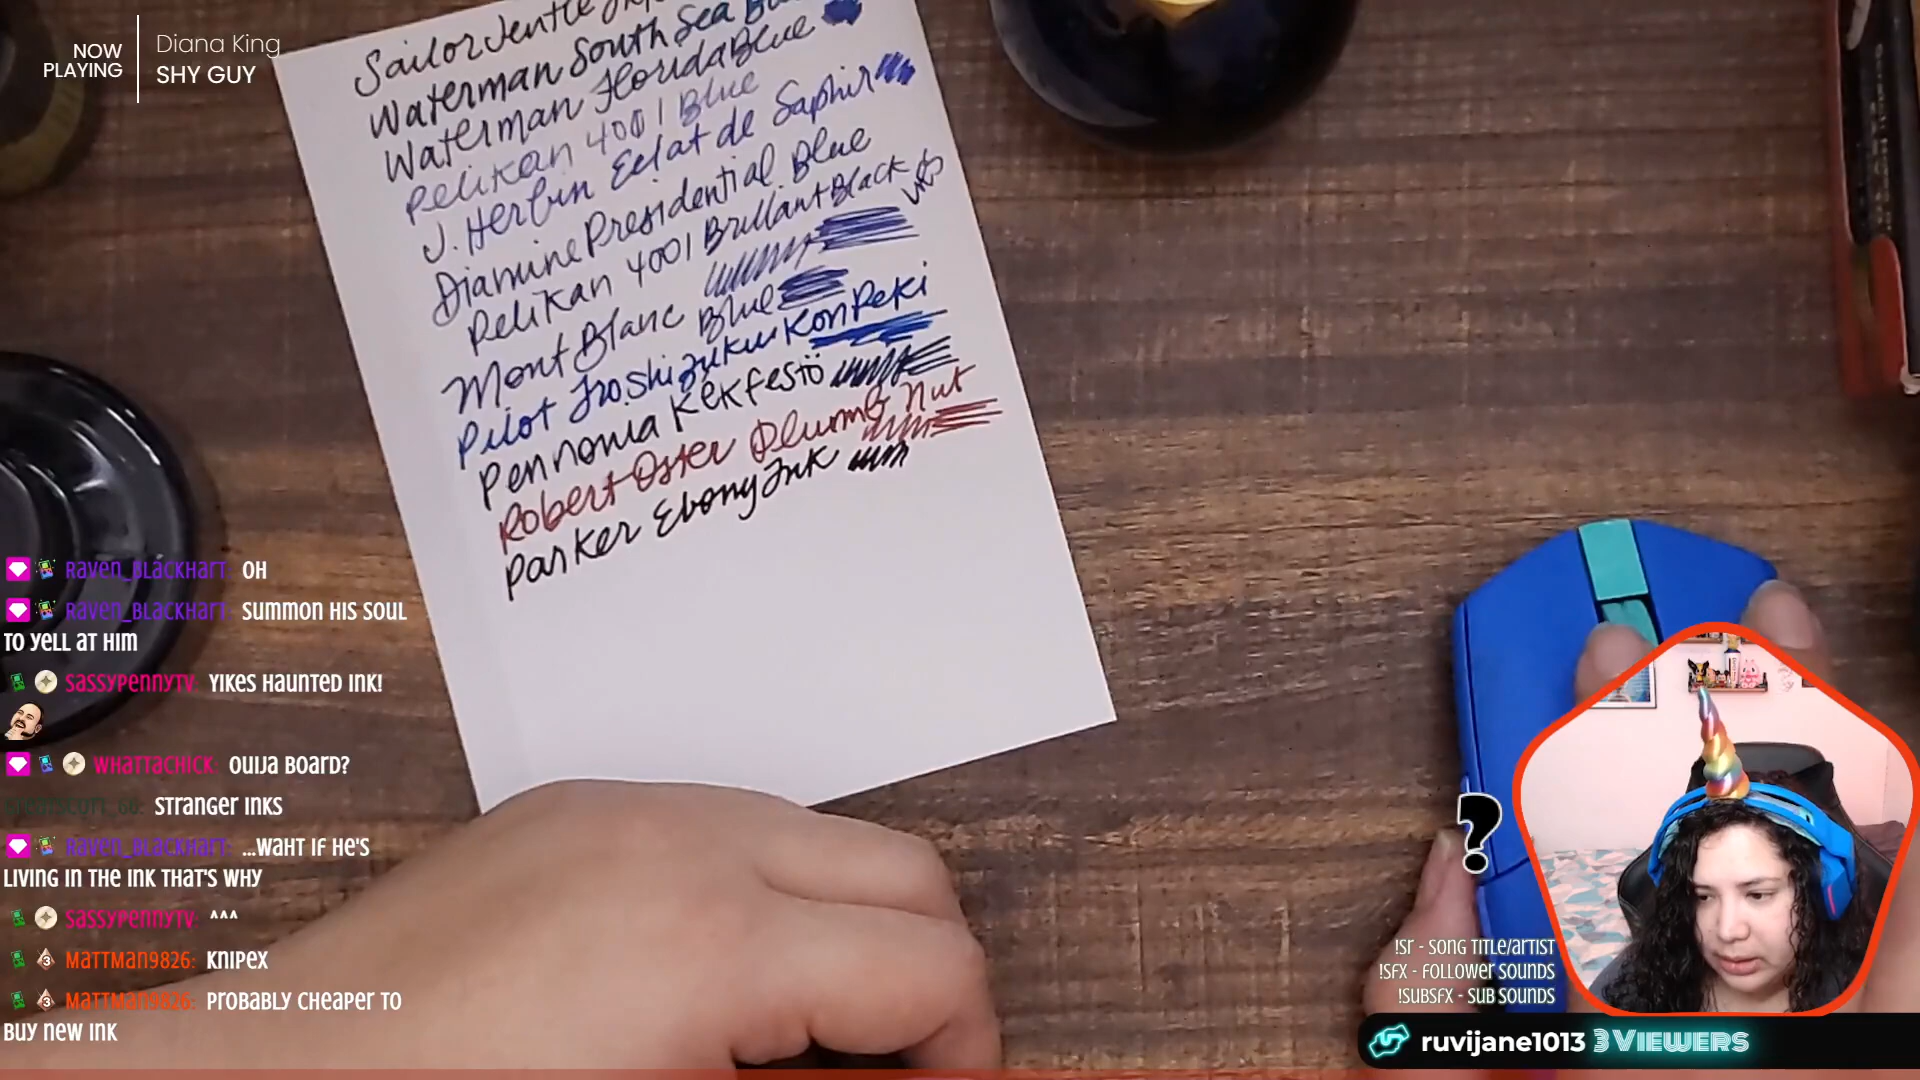 NOW
PLAYING
Diana King
SHY GUY
Sailor Jentle
Waterman South Sea
Waterman Florida Blue
Pelikan 4001 Blue
J. Herbin Eclat de Saphir
Diamine Presidential Blue
Pelikan 4001 Brillant Black
Mont Blanc Blue
Pilot Iroshizuku Kon Peki
Pennonia Kékfestő
Robert Oster Plumb Nut
Parker Ebony Ink
Raven_Blackhart: OH
Raven_Blackhart: SUMMON HIS SOUL
TO YELL AT HIM
SassyPennyTV: YIKES HAUNTED INK!
WHATTACHICK: OUIJA BOARD?
STRANGER INKS
Raven_Blackhart: ...WAHT IF HE'S
LIVING IN THE INK THAT'S WHY
SassyPennyTV: ^^^
MattMan9826: KNIPEX
MattMan9826: PROBABLY CHEAPER TO
BUY NEW INK
?
!SR - SONG TITLE/ARTIST
!SFX - FOLLOWER SOUNDS
!SUBSFX - SUB SOUNDS
ruvijane1013 3 VIEWERS